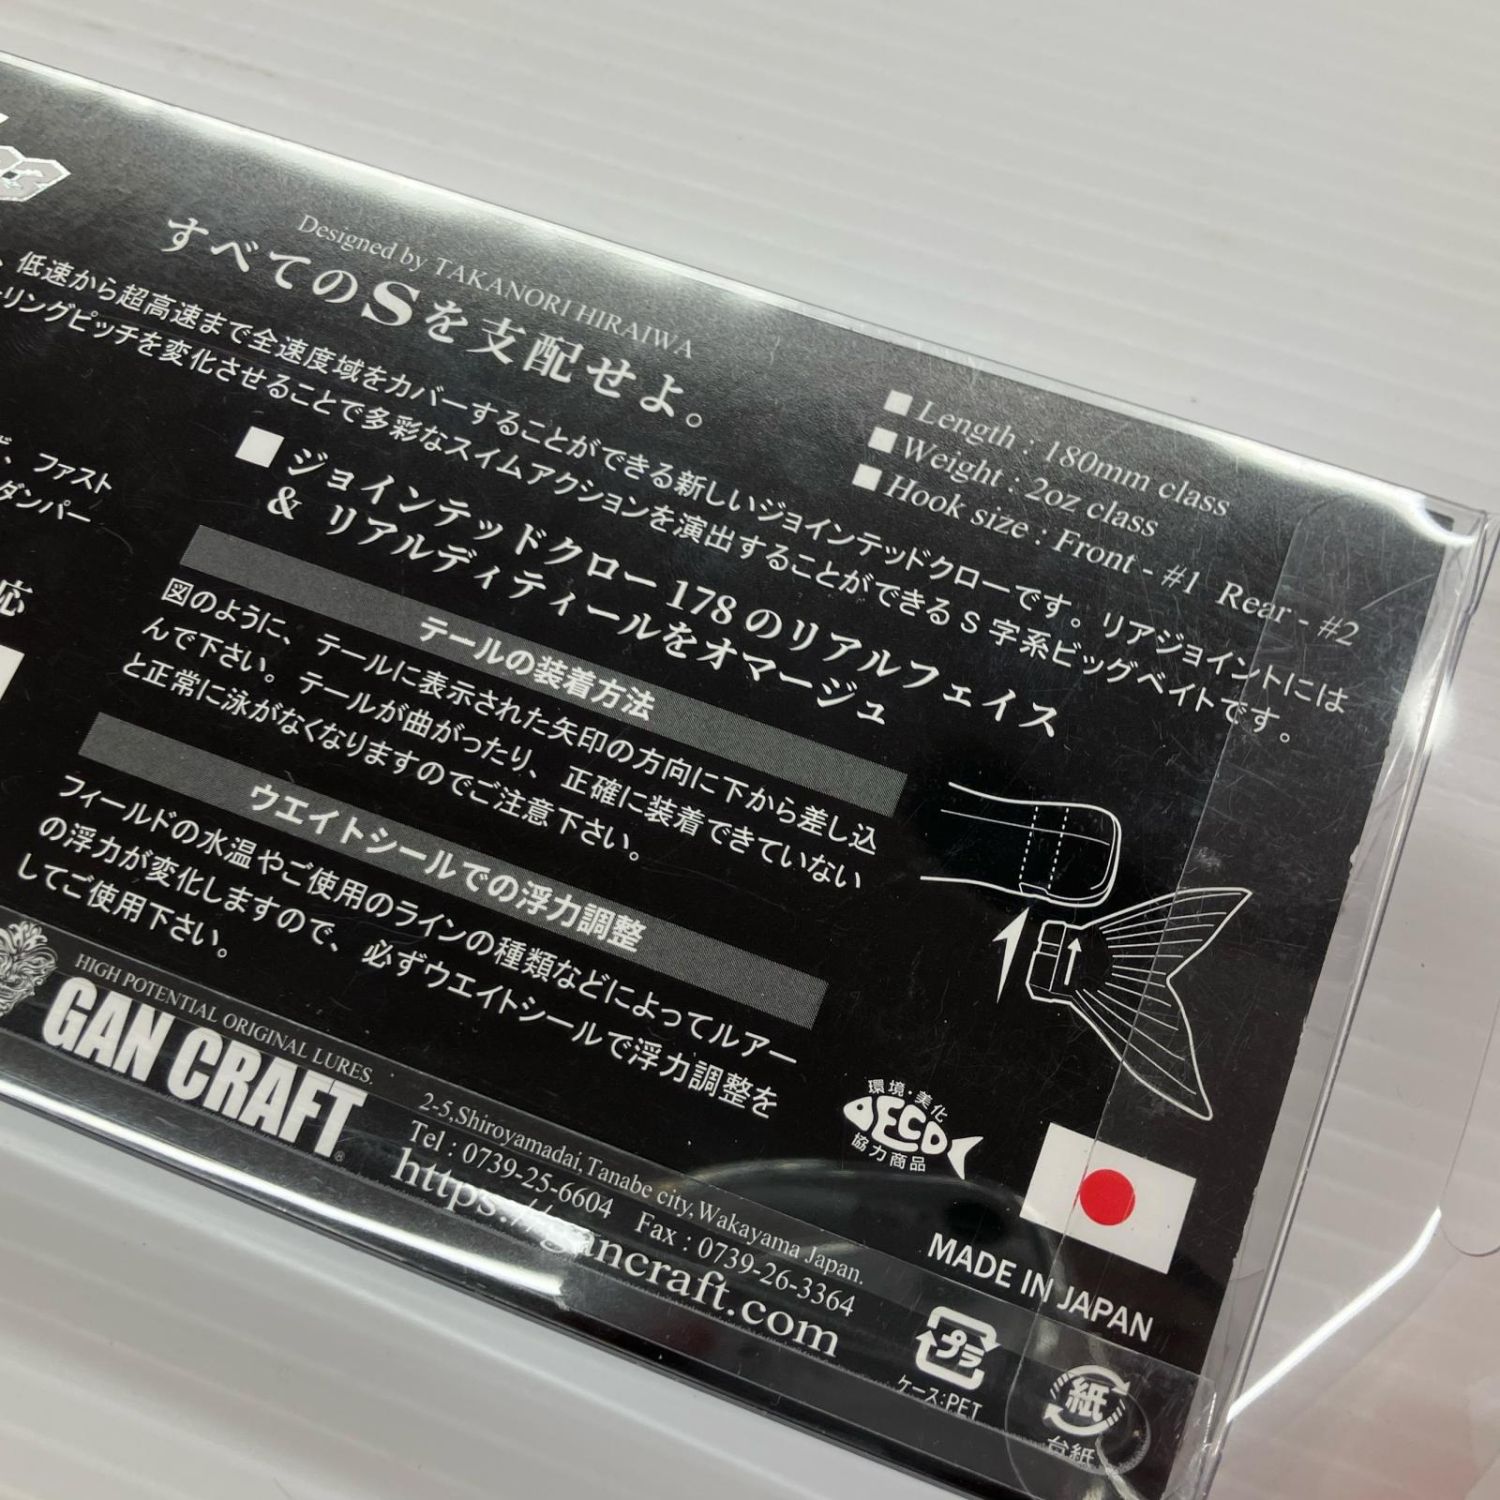 Designed by TAKANORI HIRAIWA
すべてのSを支配せよ。
■ Length : 180mm class
■ Weight : 2oz class
■ Hook size : Front - #1 Rear - #2
、低速から超高速まで全速度域をカバーすることができる新しいジョインテッドクローです。リアジョイントには
ーリングピッチを変化させることで多彩なスイムアクションを演出することができるS字系ビッグベイトです。
■ ジョインテッドクロー178のリアルフェイス
& リアルディティールをオマージュ
、ファスト
ダンパー
応
テールの装着方法
図のように、テールに表示された矢印の方向に下から差し込
んで下さい。テールが曲がったり、正確に装着できていない
と正常に泳がなくなりますのでご注意下さい。
ウエイトシールでの浮力調整
フィールドの水温やご使用のラインの種類などによってルアー
の浮力が変化しますので、必ずウエイトシールで浮力調整を
してご使用下さい。
HIGH POTENTIAL ORIGINAL LURES.
GAN CRAFT®
2-5,Shiroyamadai,Tanabe city,Wakayama Japan.
Tel : 0739-25-6604 Fax : 0739-26-3364
https://gancraft.com
環境・美化
ECO
協力商品
MADE IN JAPAN
プラ
ケース:PET
紙
台紙